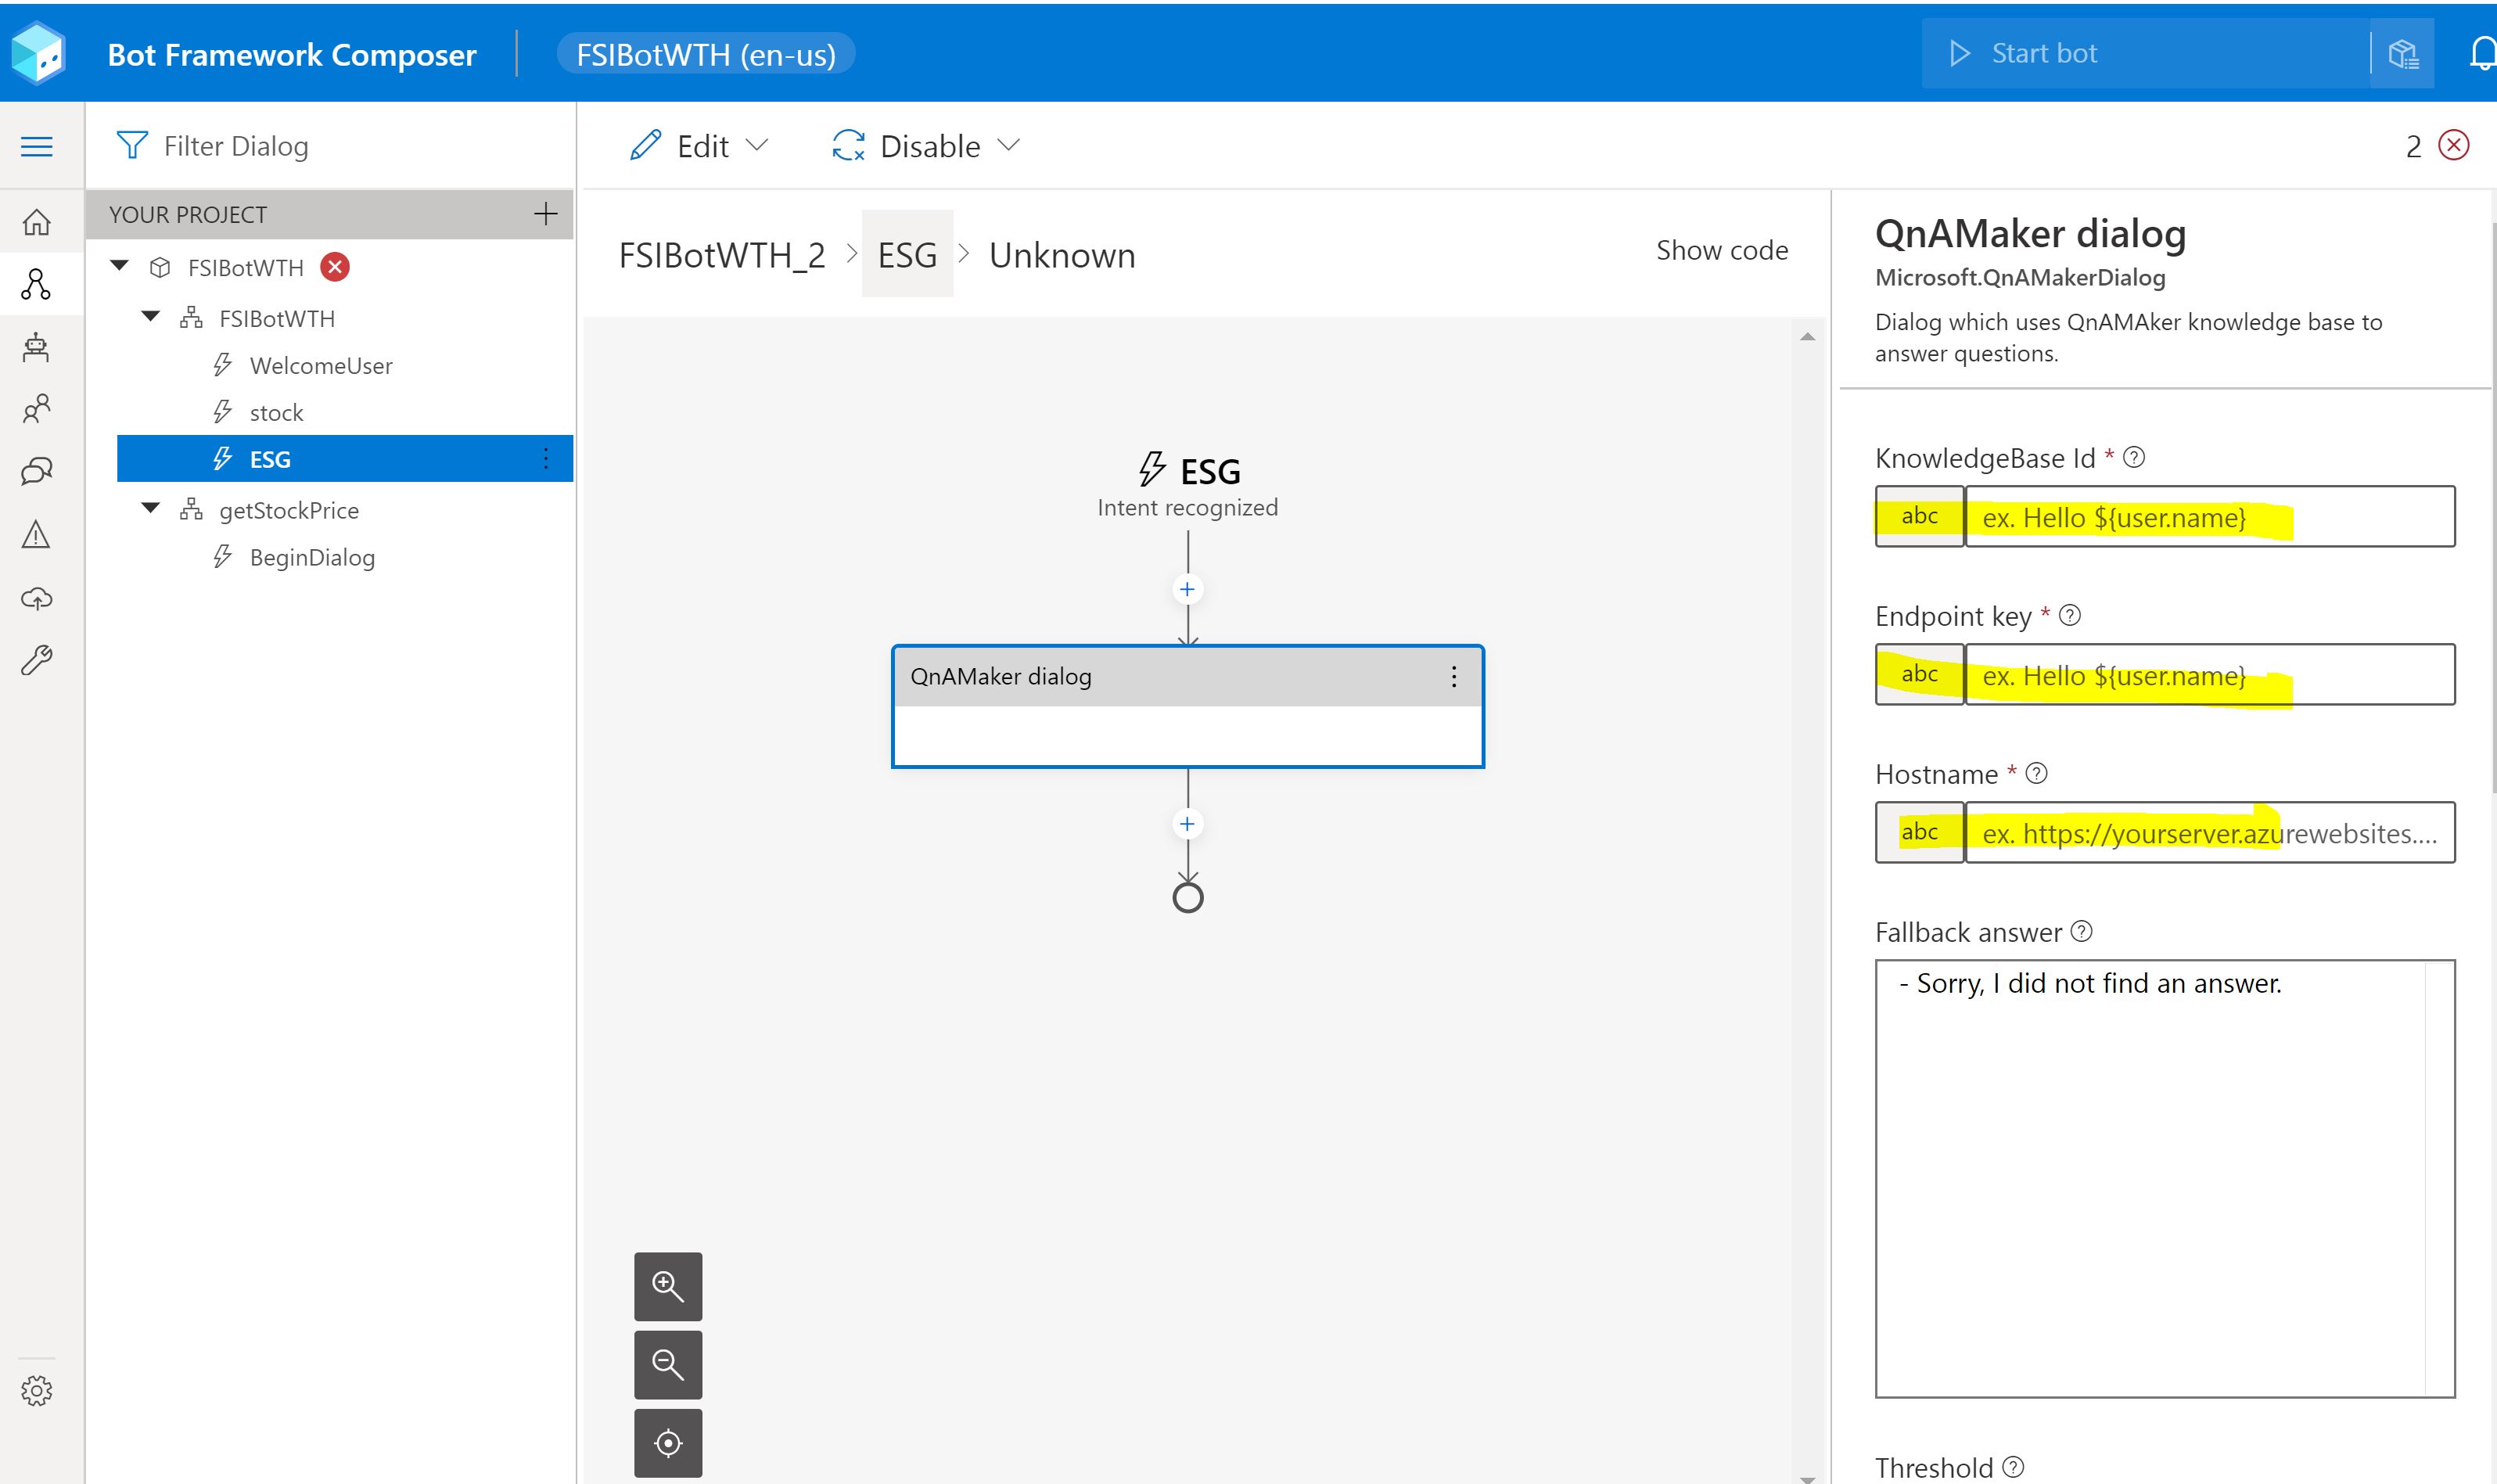 Bot Framework Composer
FSIBotWTH (en-us)
Start bot
Filter Dialog
Edit
Disable
2
YOUR PROJECT
FSIBotWTH
FSIBotWTH
WelcomeUser
stock
ESG
getStockPrice
BeginDialog
FSIBotWTH_2 > ESG > Unknown
Show code
ESG
Intent recognized
QnAMaker dialog
QnAMaker dialog
Microsoft.QnAMakerDialog
Dialog which uses QnAMAker knowledge base to
answer questions.
KnowledgeBase Id *
abc ex. Hello ${user.name}
Endpoint key *
abc ex. Hello ${user.name}
Hostname *
abc ex. https://yourserver.azurewebsites....
Fallback answer
- Sorry, I did not find an answer.
Threshold